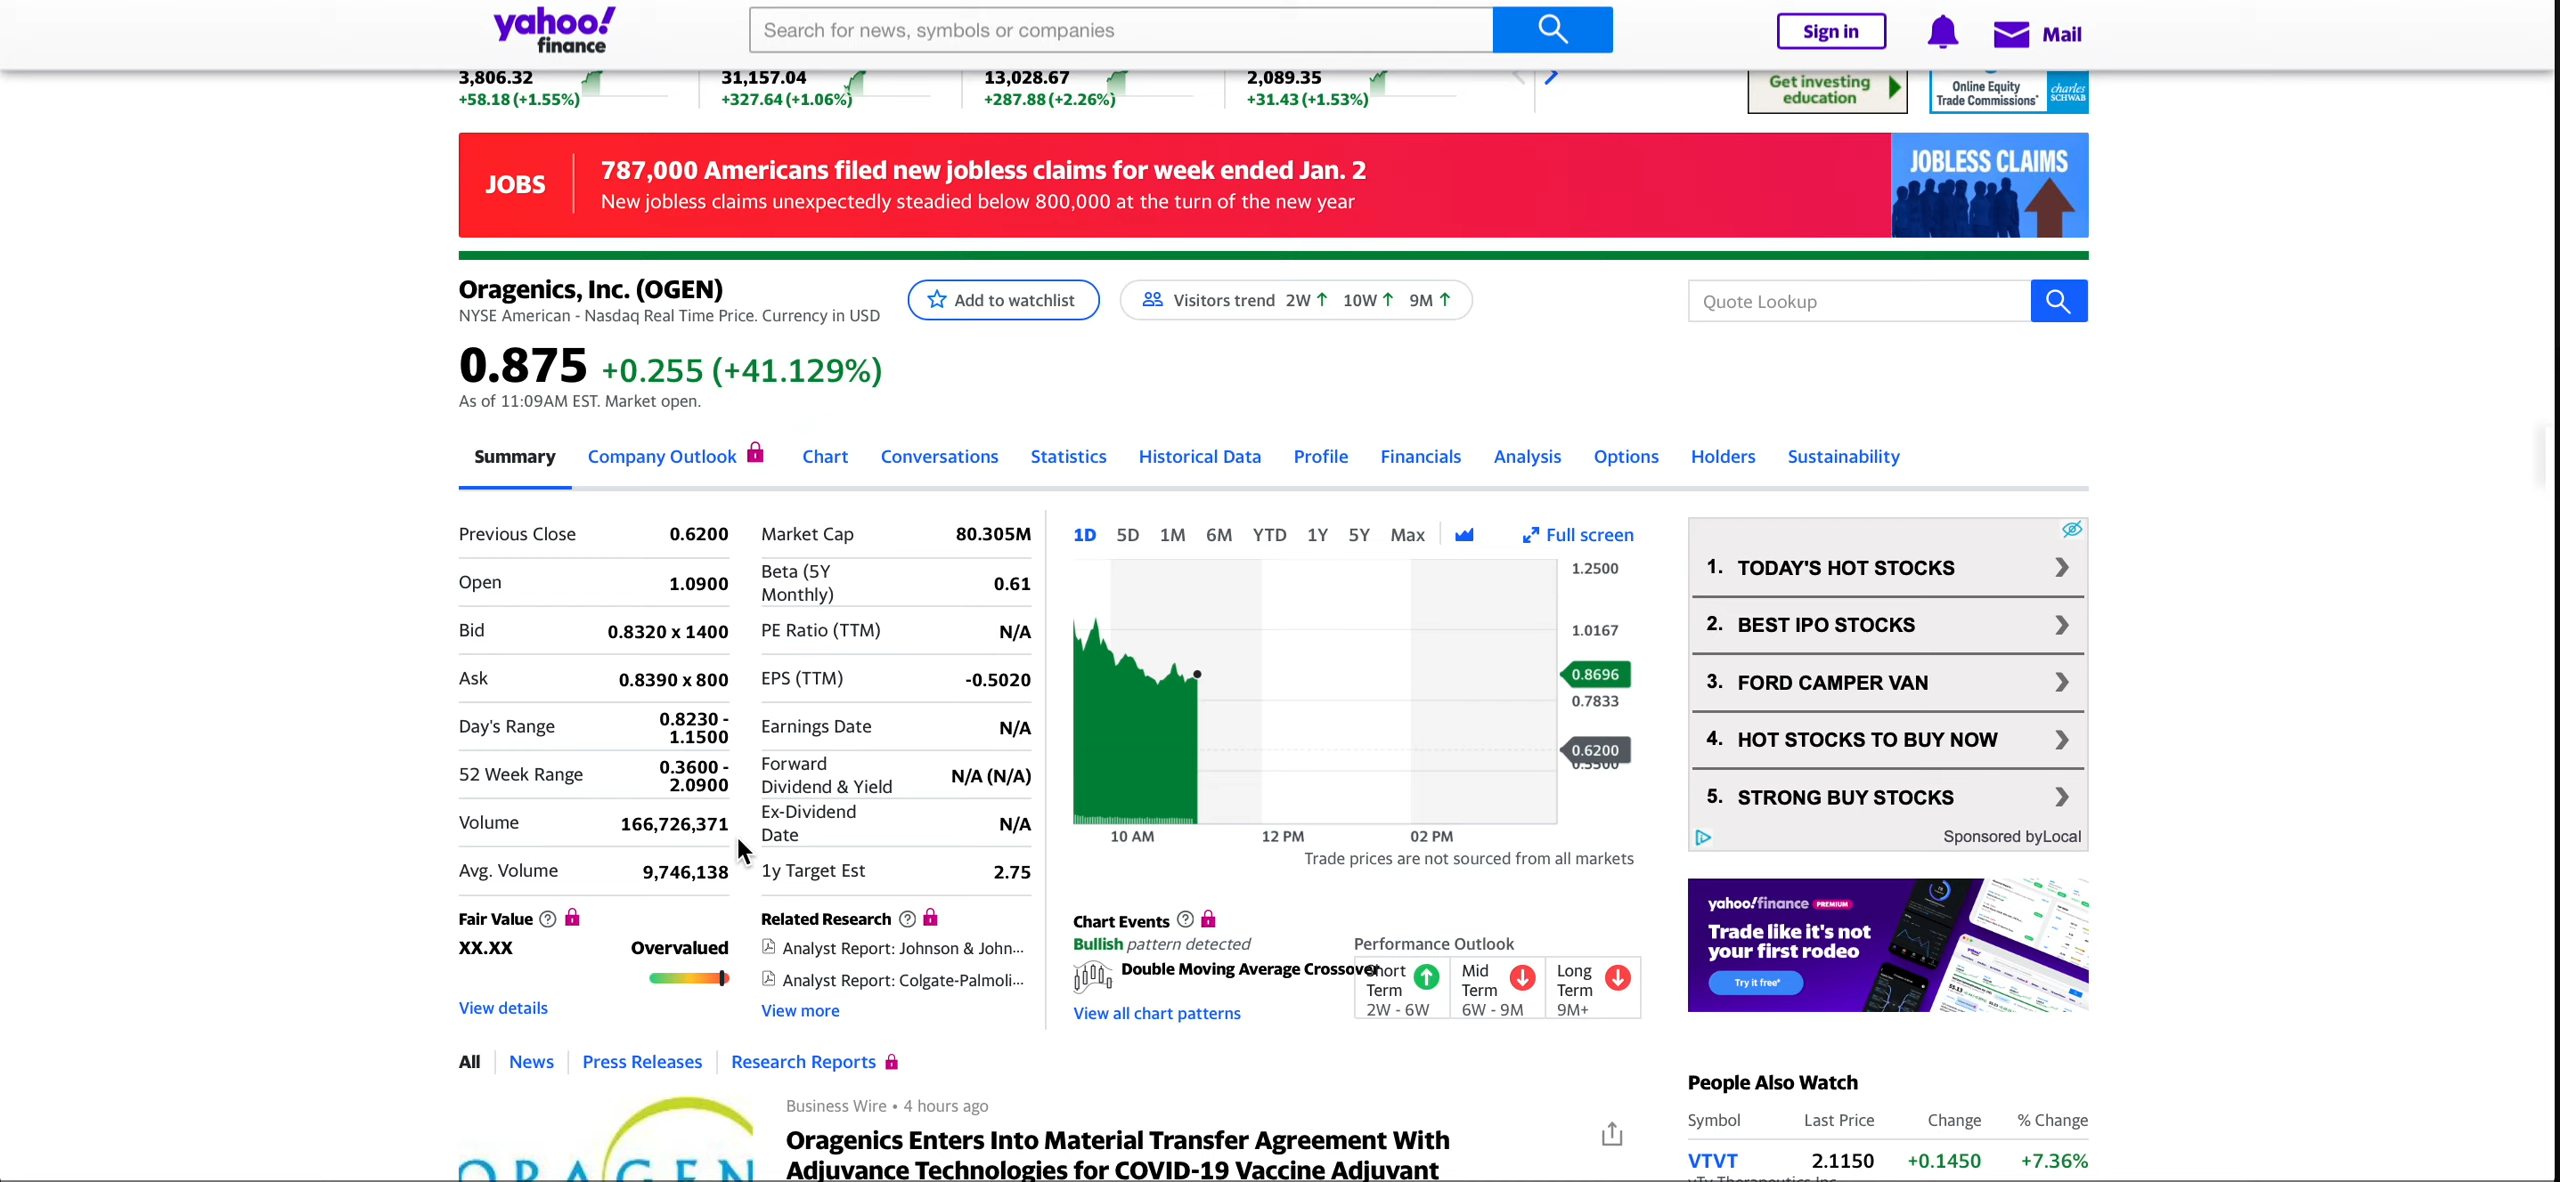 yahoo!
finance
Search for news, symbols or companies
Sign in
Mail
3,806.32
+58.18 (+1.55%)
31,157.04
+327.64 (+1.06%)
13,028.67
+287.88 (+2.26%)
2,089.35
+31.43 (+1.53%)
Get investing
education
Online Equity
Trade Commissions*
charles
SCHWAB
JOBS
787,000 Americans filed new jobless claims for week ended Jan. 2
New jobless claims unexpectedly steadied below 800,000 at the turn of the new year
JOBLESS CLAIMS
Oragenics, Inc. (OGEN)
NYSE American - Nasdaq Real Time Price. Currency in USD
Add to watchlist
Visitors trend 2W↑ 10W↑ 9M↑
Quote Lookup
0.875 +0.255 (+41.129%)
As of 11:09AM EST. Market open.
Summary
Company Outlook
Chart
Conversations
Statistics
Historical Data
Profile
Financials
Analysis
Options
Holders
Sustainability
Previous Close 0.6200
Open 1.0900
Bid 0.8320 x 1400
Ask 0.8390 x 800
Day's Range 0.8230 -
1.1500
52 Week Range 0.3600 -
2.0900
Volume 166,726,371
Avg. Volume 9,746,138
Market Cap 80.305M
Beta (5Y
Monthly) 0.61
PE Ratio (TTM) N/A
EPS (TTM) -0.5020
Earnings Date N/A
Forward
Dividend & Yield N/A (N/A)
Ex-Dividend
Date N/A
1y Target Est 2.75
1D 5D 1M 6M YTD 1Y 5Y Max
Full screen
1.2500
1.0167
0.8696
0.7833
0.6200
10 AM 12 PM 02 PM
Trade prices are not sourced from all markets
Fair Value
XX.XX Overvalued
View details
Related Research
Analyst Report: Johnson & John...
Analyst Report: Colgate-Palmoli...
View more
Chart Events
Bullish pattern detected
Double Moving Average Crossover
View all chart patterns
Performance Outlook
Short
Term
2W - 6W
Mid
Term
6W - 9M
Long
Term
9M+
1. TODAY'S HOT STOCKS
2. BEST IPO STOCKS
3. FORD CAMPER VAN
4. HOT STOCKS TO BUY NOW
5. STRONG BUY STOCKS
Sponsored byLocal
yahoo!finance PREMIUM
Trade like it's not
your first rodeo
Try it free*
All
News
Press Releases
Research Reports
Business Wire • 4 hours ago
Oragenics Enters Into Material Transfer Agreement With
Adjuvance Technologies for COVID-19 Vaccine Adjuvant
ORAGEN
People Also Watch
Symbol Last Price Change % Change
VTVT 2.1150 +0.1450 +7.36%